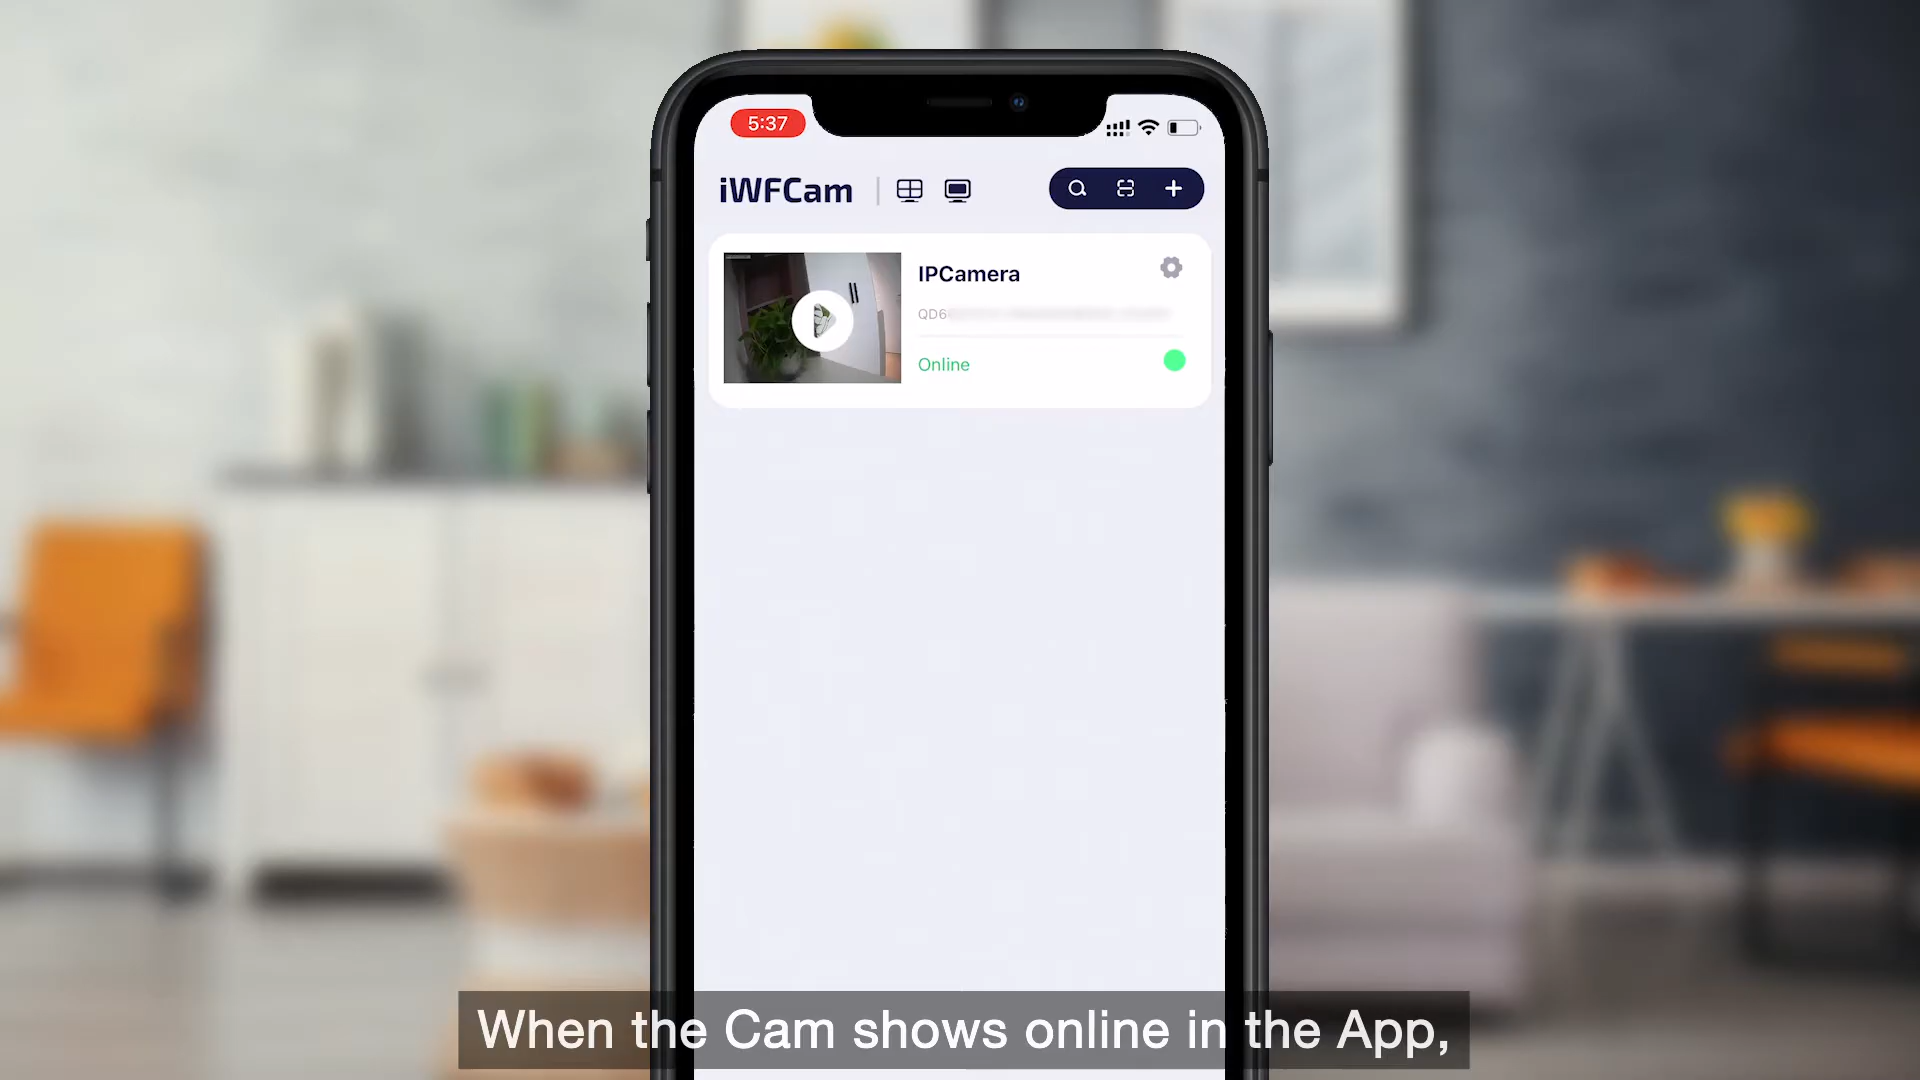 5:37
iWFCam
IPCamera
QD6
Online
When the Cam shows online in the App,